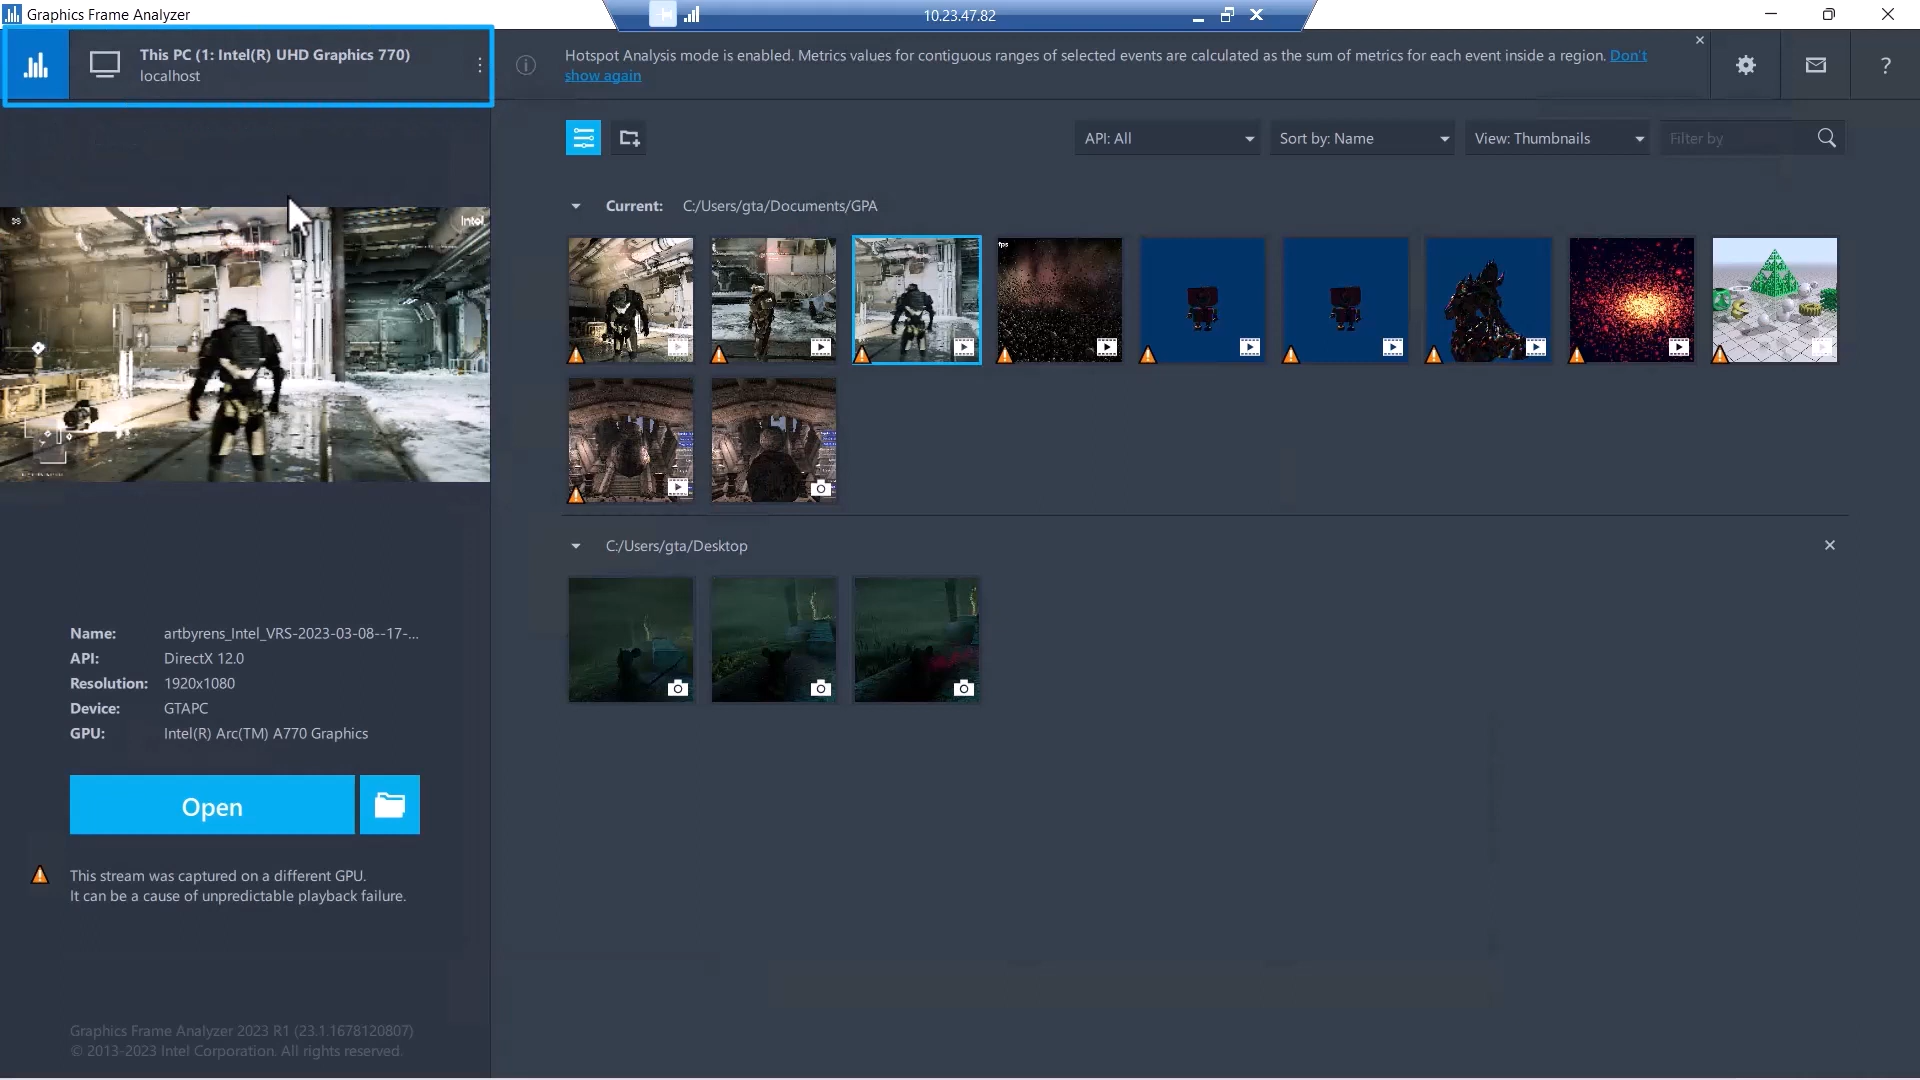 Graphics Frame Analyzer
10.23.47.82
This PC (1: Intel(R) UHD Graphics 770)
localhost
Hotspot Analysis mode is enabled. Metrics values for contiguous ranges of selected events are calculated as the sum of metrics for each event inside a region. Don't
show again
?
API: All
Sort by: Name
View: Thumbnails
Filter by
Current: C:/Users/gta/Documents/GPA
intel
fps
C:/Users/gta/Desktop
Name: artbyrens_Intel_VRS-2023-03-08--17-...
API: DirectX 12.0
Resolution: 1920x1080
Device: GTAPC
GPU: Intel(R) Arc(TM) A770 Graphics
Open
This stream was captured on a different GPU.
It can be a cause of unpredictable playback failure.
Graphics Frame Analyzer 2023 R1 (23.1.1678120807)
© 2013-2023 Intel Corporation. All rights reserved.